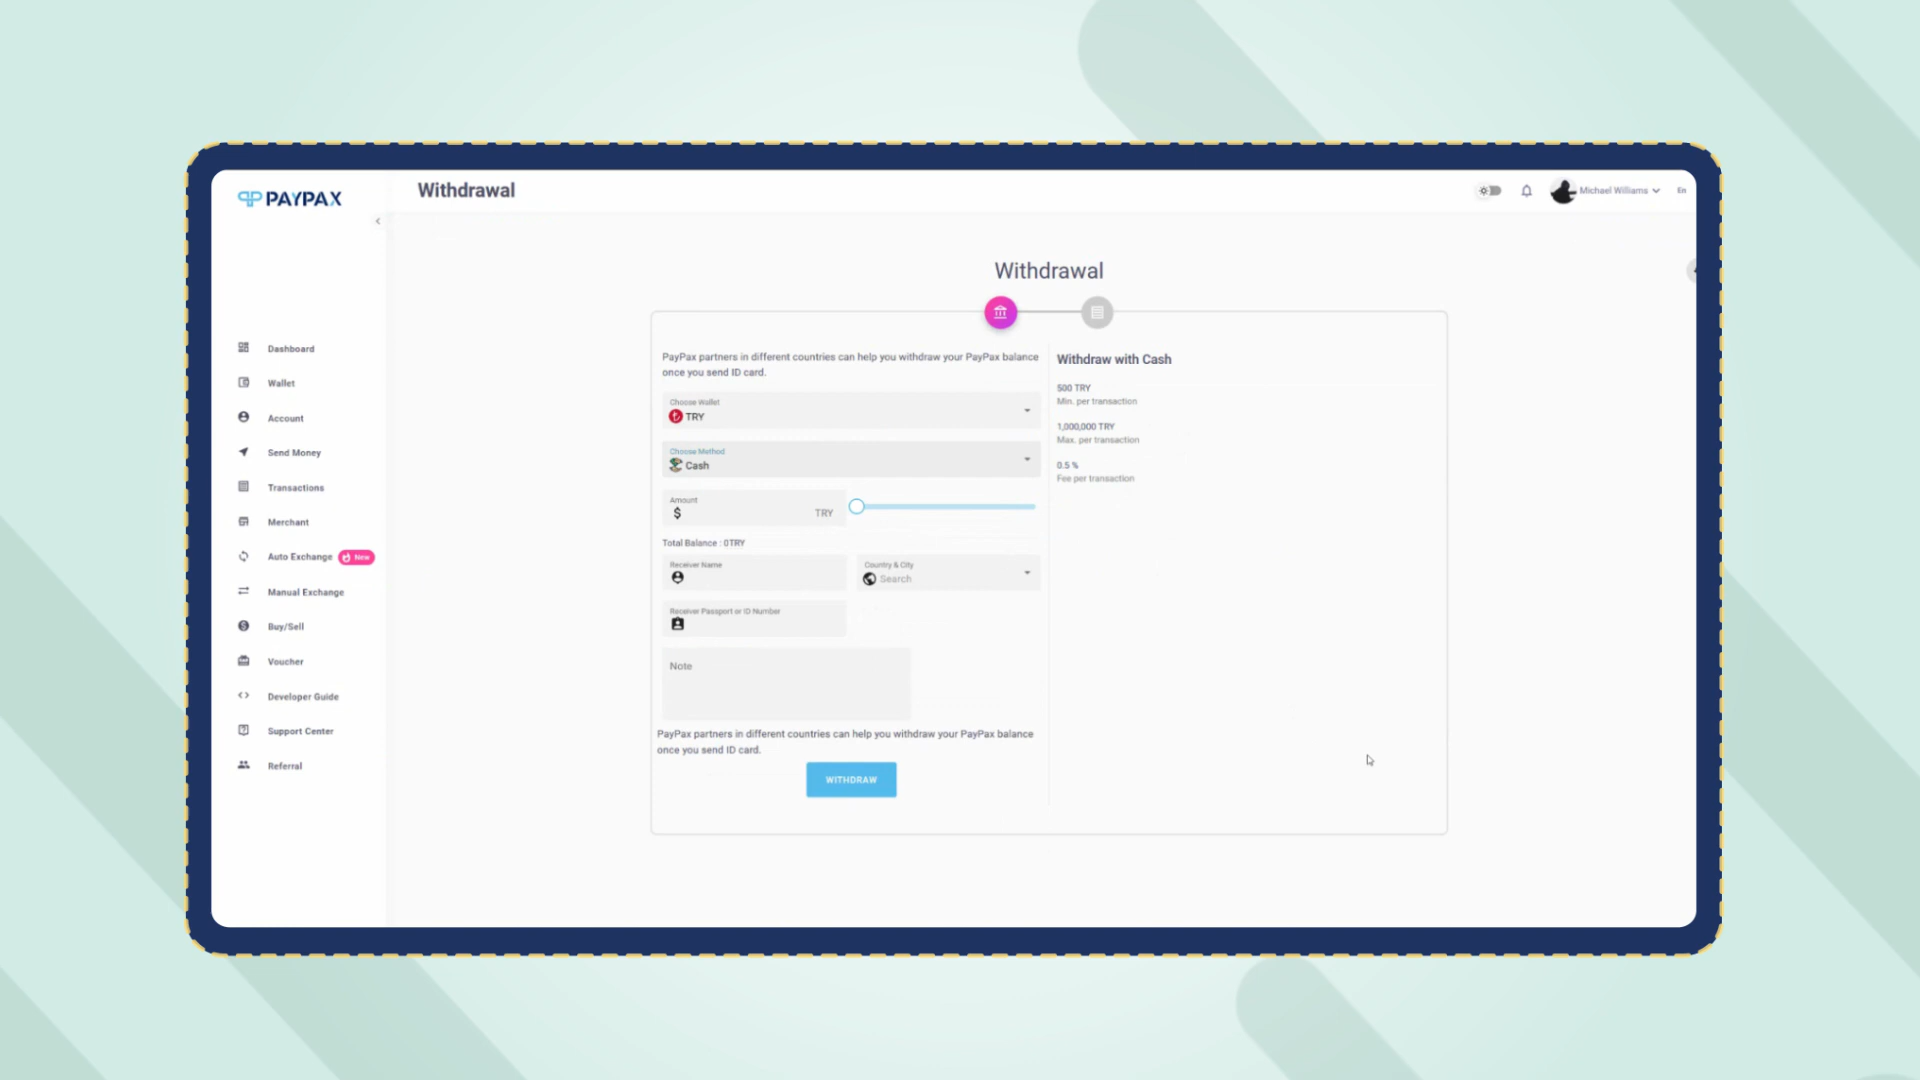 PAYPAX
Withdrawal
Michael Williams
En
Dashboard
Wallet
Account
Send Money
Transactions
Merchant
Auto Exchange New
Manual Exchange
Buy/Sell
Voucher
Developer Guide
Support Center
Referral
Withdrawal
PayPax partners in different countries can help you withdraw your PayPax balance
once you send ID card.
Choose Wallet
TRY
Choose Method
Cash
Amount
$ TRY
Total Balance : 0TRY
Receiver Name
Country & City
Search
Receiver Passport or ID Number
Note
PayPax partners in different countries can help you withdraw your PayPax balance
once you send ID card.
WITHDRAW
Withdraw with Cash
500 TRY
Min. per transaction
1,000,000 TRY
Max. per transaction
0.5 %
Fee per transaction